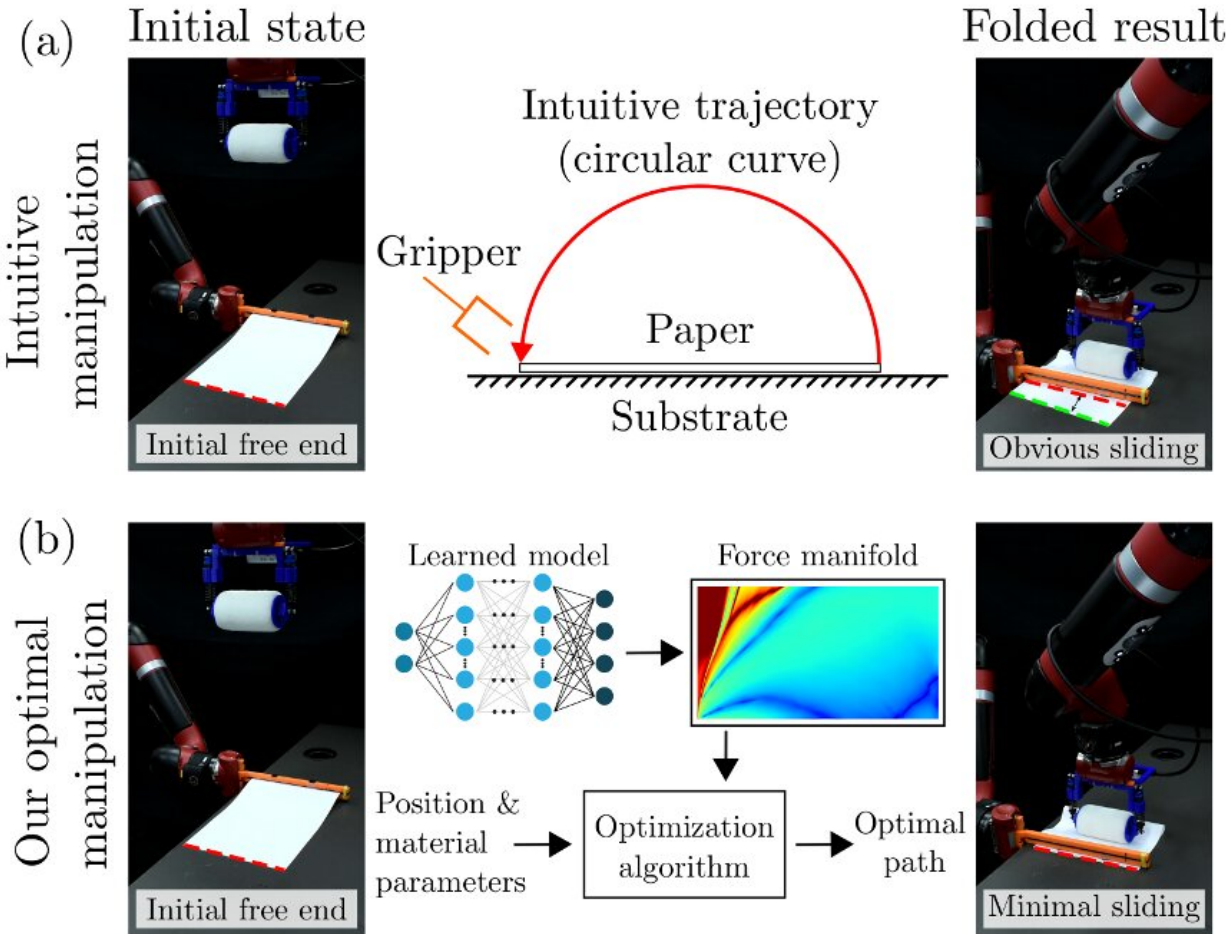 (a)
Initial state
Folded result
Intuitive
manipulation
Intuitive trajectory
(circular curve)
Gripper
Paper
Substrate
Initial free end
Obvious sliding
(b)
Our optimal
manipulation
Learned model
Force manifold
Position &
material
parameters
Optimization
algorithm
Optimal
path
Initial free end
Minimal sliding